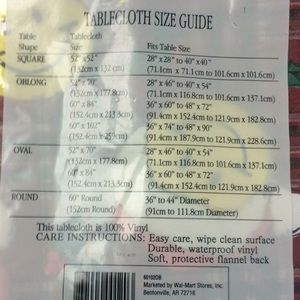 TABLECLOTH SIZE GUIDE
Table Tablecloth
Shape Size Fits Table Size
SQUARE 52" x 52" 28" x 28" to 40" x 40"
(132cm x 132 cm) (71.1cm x 71.1cm to 101.6cm x 101.6cm)
OBLONG 52" x 70" 28" x 46" to 40" x 54"
(132cm x 177.8cm) (71.1cm x 116.8cm to 101.6cm x 137.1cm)
60" x 84" 36" x 60" to 48" x 72"
(152.4cm x 213.3cm) (91.4cm x 152.4cm to 121.9cm x 182.8cm)
60" x 102" 36" x 74" to 48" x 90"
(152.4cm x 259cm) (91.4cm x 187.9cm to 121.9cm x 228.6cm)
OVAL 52" x 70" 28" x 46" to 40" x 54"
(132cm x 177.8cm) (71.1cm x 116.8cm to 101.6cm x 137.1cm)
60" x 84" 36" x 60" to 48" x 72"
(152.4cm x 213.3cm) (91.4cm x 152.4cm to 121.9cm x 182.8cm)
ROUND 60" Round 36" to 44" Diameter
(152cm Round) (91cm to 111.8cm Diameter)
This tablecloth is 100% Vinyl
CARE INSTRUCTIONS: Easy care, wipe clean surface
Durable, waterproof vinyl
Soft, protective flannel back
Marketed by Wal-Mart Stores, Inc.
Bentonville, AR 72716